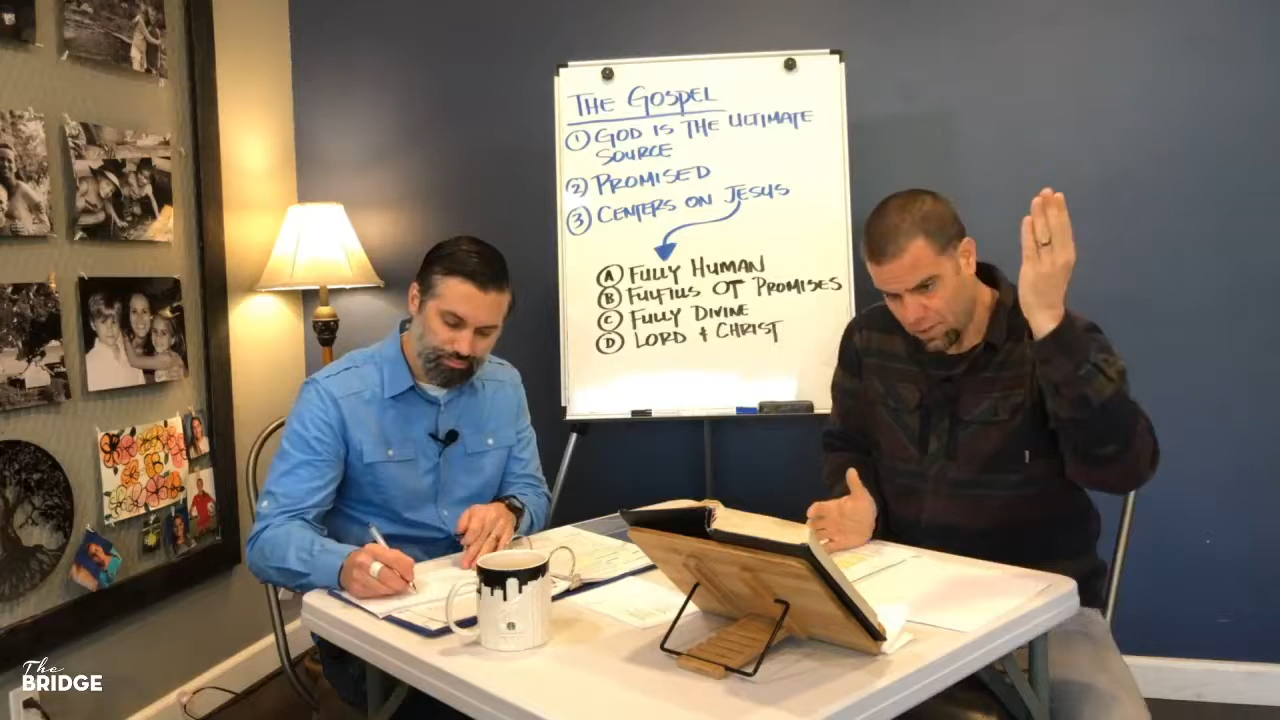 THE GOSPEL
① GOD IS THE ULTIMATE
SOURCE
② PROMISED
③ CENTERS ON JESUS
Ⓐ FULLY HUMAN
Ⓑ FULFILLS OT PROMISES
Ⓒ FULLY DIVINE
Ⓓ LORD + CHRIST
The
BRIDGE